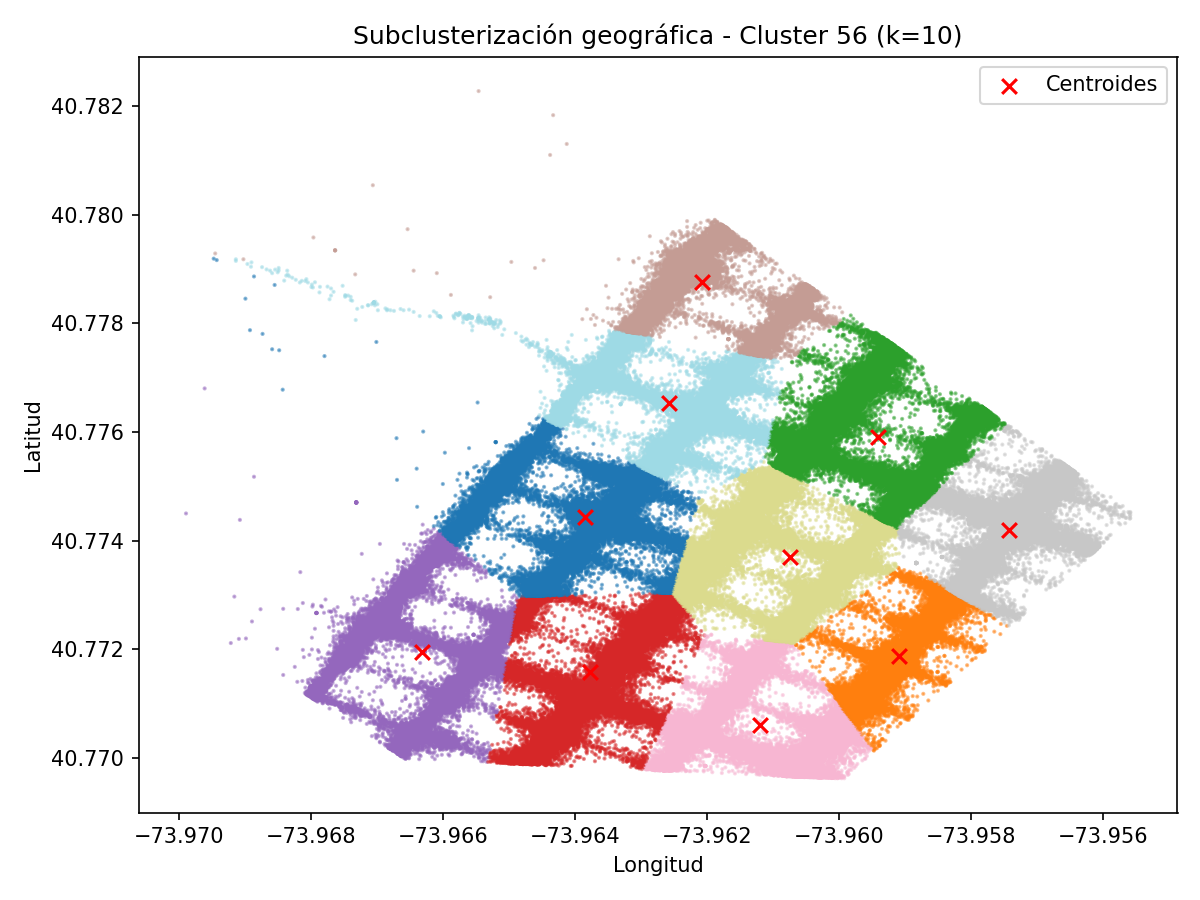 Subclusterización geográfica - Cluster 56 (k=10)
Centroides
40.782
40.780
40.778
40.776
40.774
40.772
40.770
Latitud
−73.970 −73.968 −73.966 −73.964 −73.962 −73.960 −73.958 −73.956
Longitud